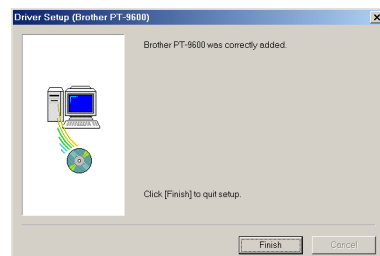 Driver Setup (Brother PT-9600)
Brother PT-9600 was correctly added.
Click [Finish] to quit setup.
Finish
Cancel